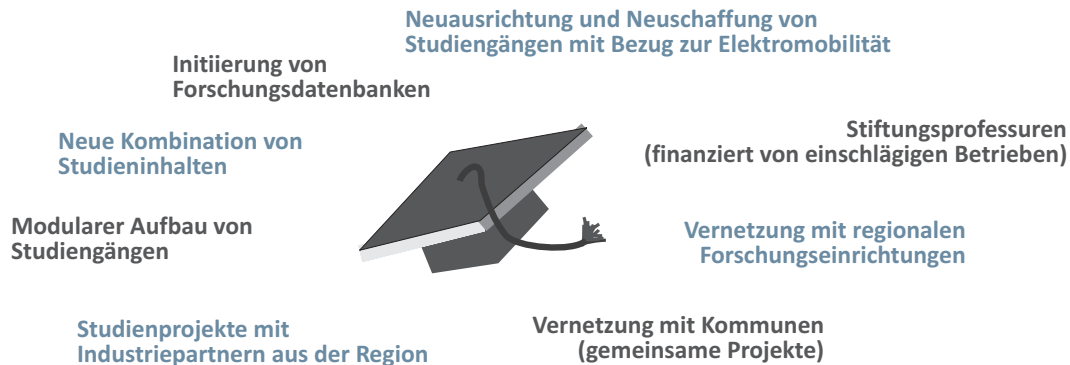 Neuausrichtung und Neuschaffung von
Studiengängen mit Bezug zur Elektromobilität
Initiierung von
Forschungsdatenbanken
Neue Kombination von
Studieninhalten
Stiftungsprofessuren
(finanziert von einschlägigen Betrieben)
Modularer Aufbau von
Studiengängen
Vernetzung mit regionalen
Forschungseinrichtungen
Studienprojekte mit
Industriepartnern aus der Region
Vernetzung mit Kommunen
(gemeinsame Projekte)